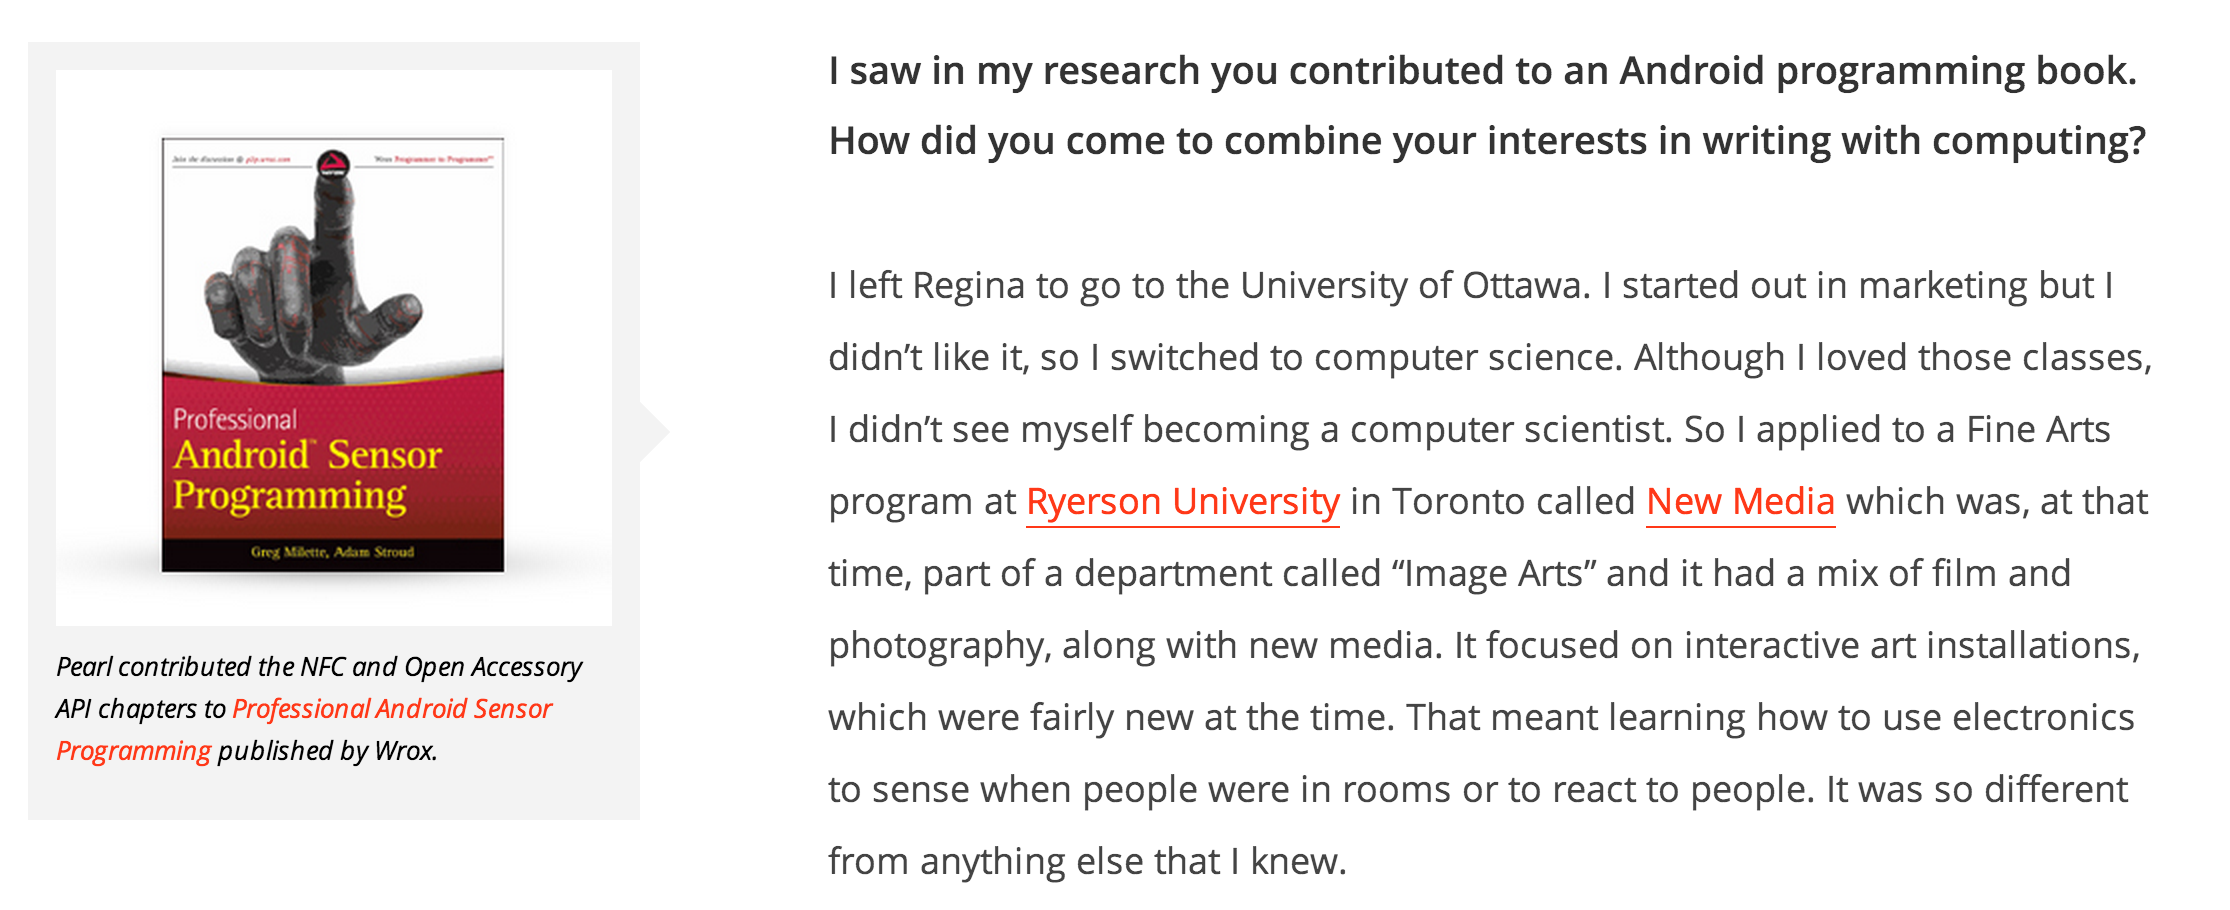 Join the discussion @ p2p.wrox.com
Wrox Programmer to Programmer™
Professional
Android™ Sensor
Programming
Greg Milette, Adam Stroud
Pearl contributed the NFC and Open Accessory
API chapters to Professional Android Sensor
Programming published by Wrox.
I saw in my research you contributed to an Android programming book.
How did you come to combine your interests in writing with computing?
I left Regina to go to the University of Ottawa. I started out in marketing but I
didn’t like it, so I switched to computer science. Although I loved those classes,
I didn’t see myself becoming a computer scientist. So I applied to a Fine Arts
program at Ryerson University in Toronto called New Media which was, at that
time, part of a department called “Image Arts” and it had a mix of film and
photography, along with new media. It focused on interactive art installations,
which were fairly new at the time. That meant learning how to use electronics
to sense when people were in rooms or to react to people. It was so different
from anything else that I knew.